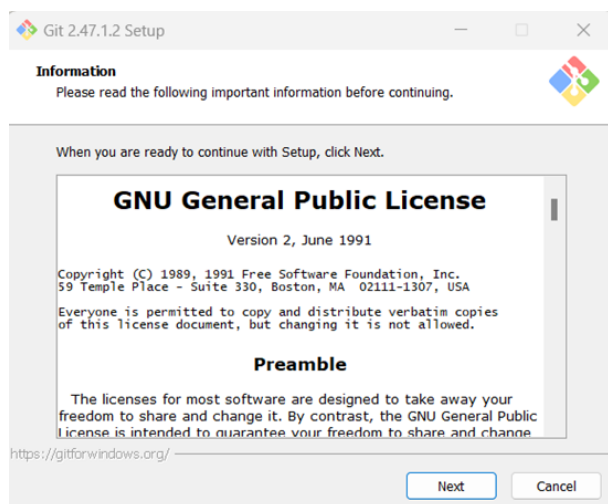 Git 2.47.1.2 Setup
Information
Please read the following important information before continuing.
When you are ready to continue with Setup, click Next.
GNU General Public License
Version 2, June 1991
Copyright (C) 1989, 1991 Free Software Foundation, Inc.
59 Temple Place - Suite 330, Boston, MA  02111-1307, USA
Everyone is permitted to copy and distribute verbatim copies
of this license document, but changing it is not allowed.
Preamble
The licenses for most software are designed to take away your
freedom to share and change it. By contrast, the GNU General Public
License is intended to guarantee your freedom to share and change
https://gitforwindows.org/
Next
Cancel